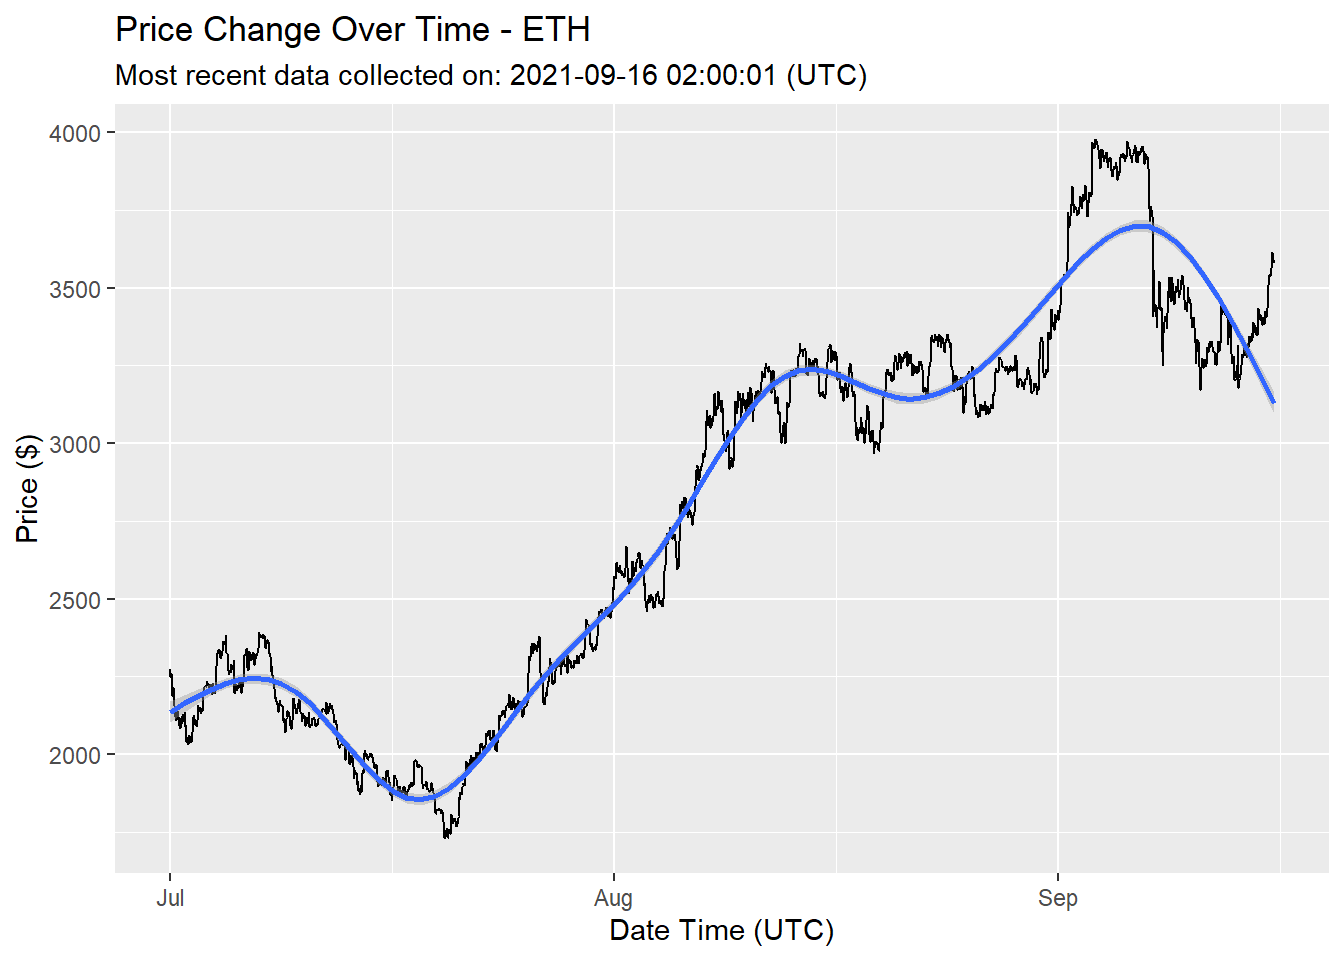 Price Change Over Time - ETH
Most recent data collected on: 2021-09-16 02:00:01 (UTC)
4000
3500
3000
2500
2000
Price ($)
Jul Aug Sep
Date Time (UTC)